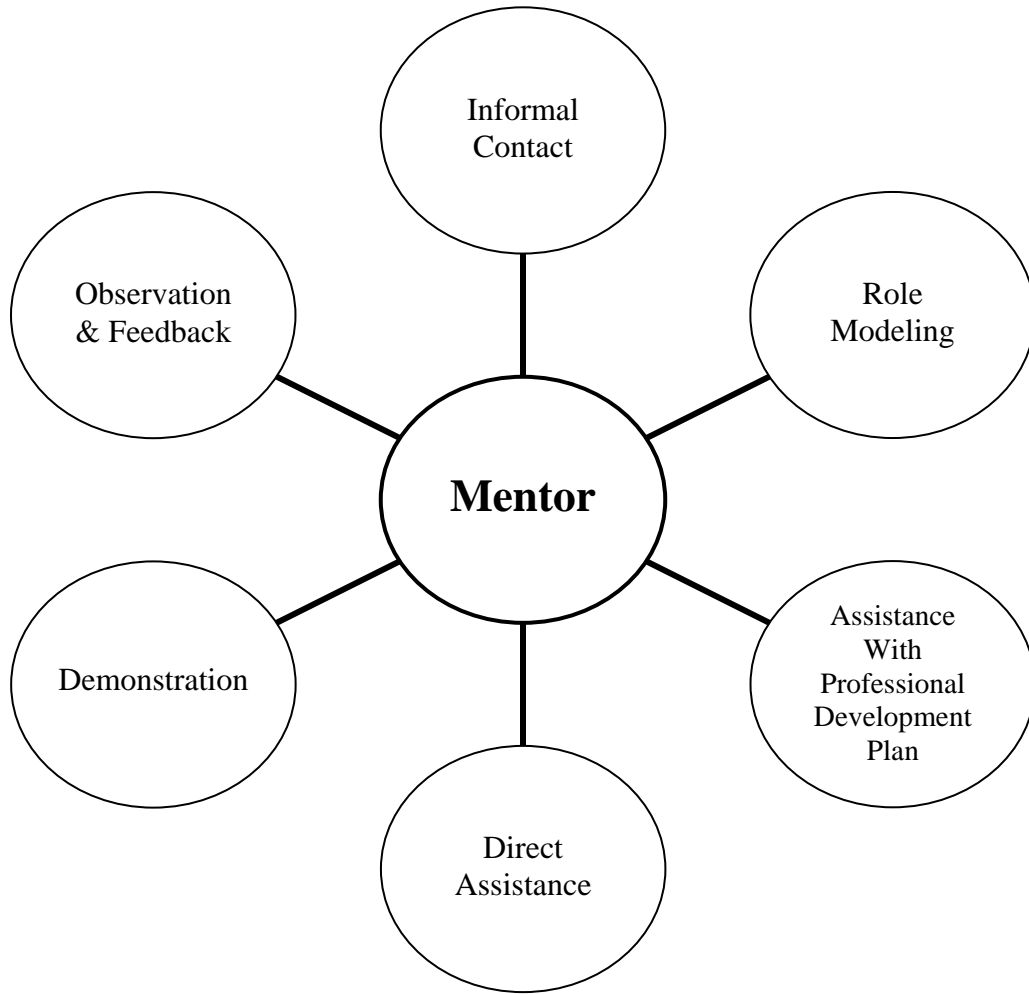 Informal
Contact
Observation
& Feedback
Role
Modeling
Mentor
Demonstration
Assistance
With
Professional
Development
Plan
Direct
Assistance